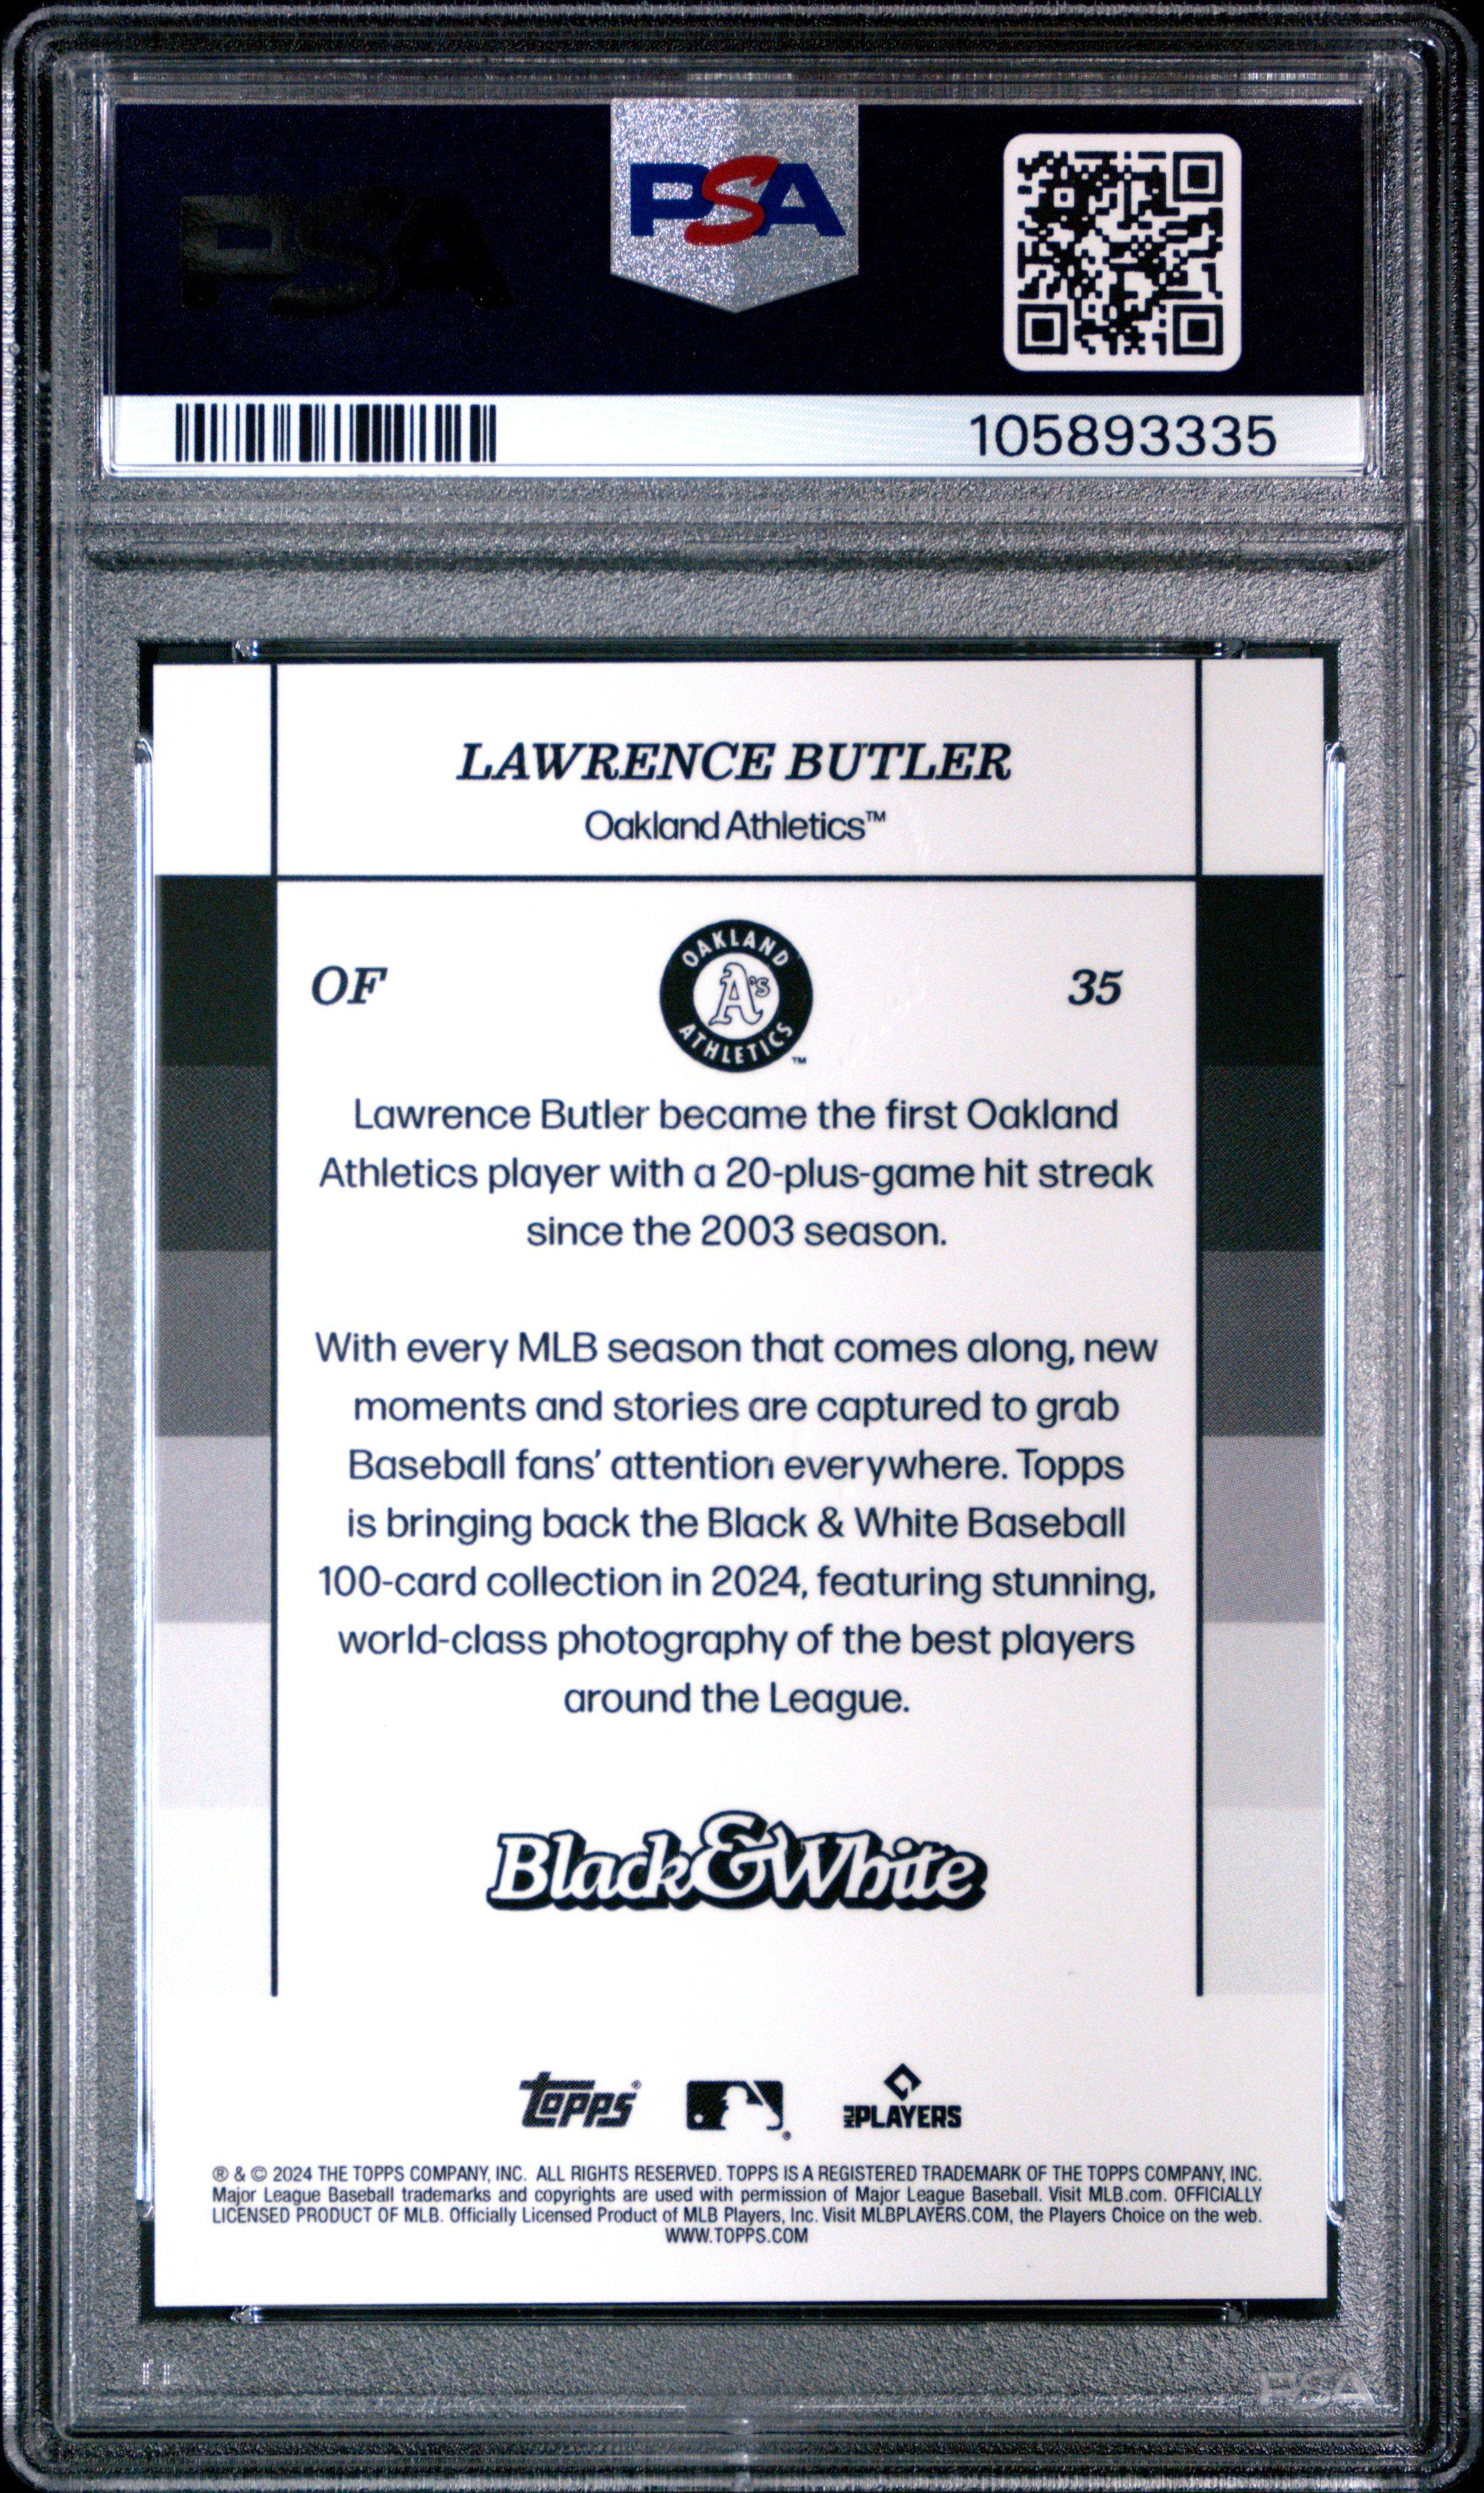 PSA
PSA
105893335
LAWRENCE BUTLER
Oakland Athletics™
OF
OAKLAND
A's
ATHLETICS™
35
Lawrence Butler became the first Oakland
Athletics player with a 20-plus-game hit streak
since the 2003 season.
With every MLB season that comes along, new
moments and stories are captured to grab
Baseball fans' attention everywhere. Topps
is bringing back the Black & White Baseball
100-card collection in 2024, featuring stunning,
world-class photography of the best players
around the League.
Black&White
topps®
®
MLB PLAYERS
® & © 2024 THE TOPPS COMPANY, INC. ALL RIGHTS RESERVED. TOPPS IS A REGISTERED TRADEMARK OF THE TOPPS COMPANY, INC.
Major League Baseball trademarks and copyrights are used with permission of Major League Baseball. Visit MLB.com. OFFICIALLY
LICENSED PRODUCT OF MLB. Officially Licensed Product of MLB Players, Inc. Visit MLBPLAYERS.COM, the Players Choice on the web.
WWW.TOPPS.COM
PSA